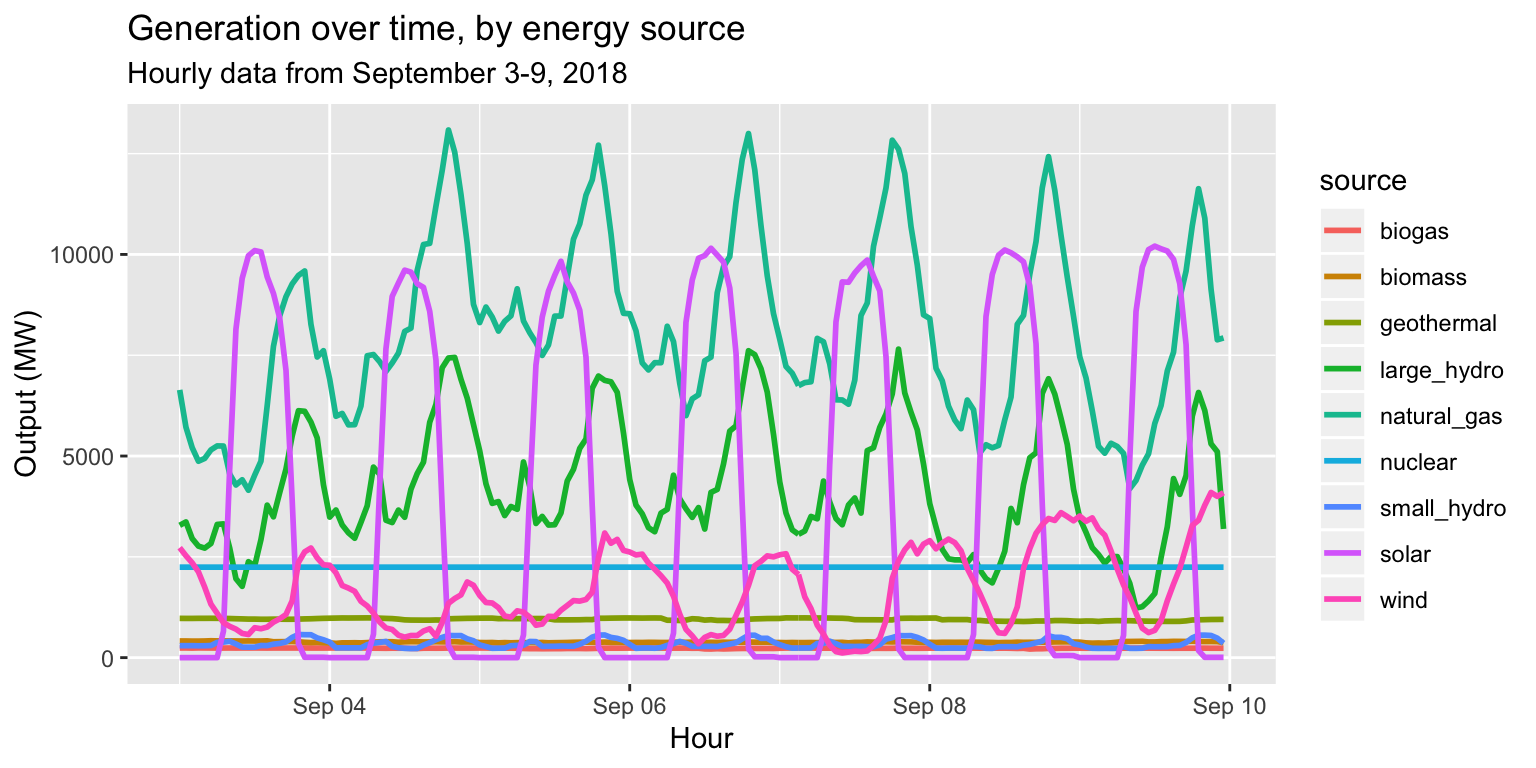 Generation over time, by energy source
Hourly data from September 3-9, 2018
Output (MW)
10000
5000
0
Sep 04
Sep 06
Sep 08
Sep 10
Hour
source
biogas
biomass
geothermal
large_hydro
natural_gas
nuclear
small_hydro
solar
wind